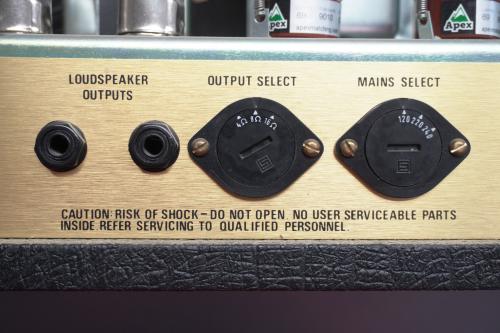 Apex
Apex
LOUDSPEAKER
OUTPUTS
OUTPUT SELECT
MAINS SELECT
4Ω 8Ω 16Ω
120 220 240
CAUTION: RISK OF SHOCK – DO NOT OPEN. NO USER SERVICEABLE PARTS
INSIDE REFER SERVICING TO QUALIFIED PERSONNEL.